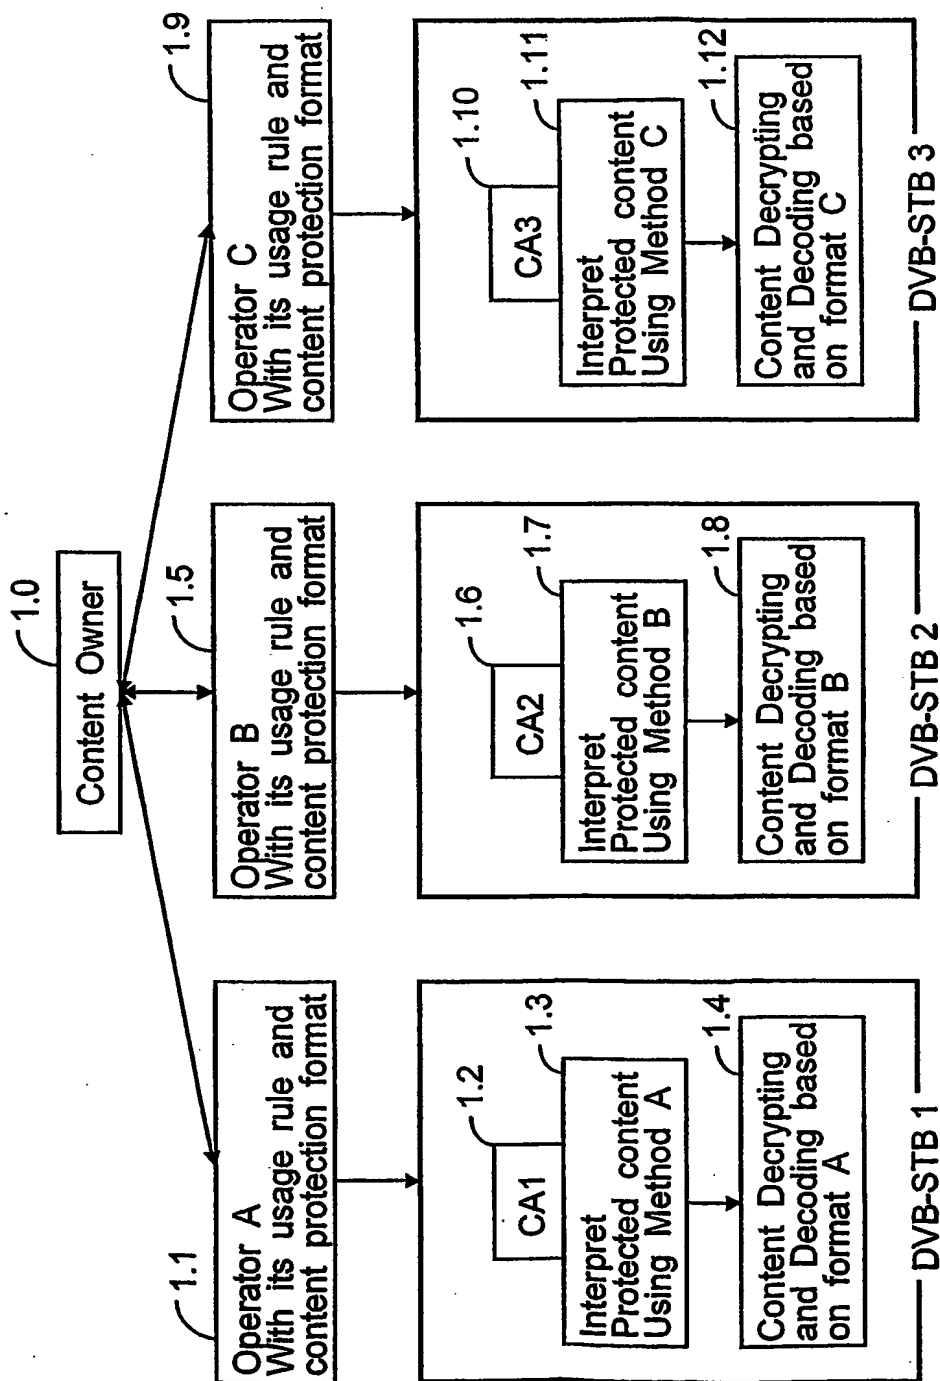 1.0
Content Owner
1.1
Operator A
With its usage rule and
content protection format
1.2
CA1
1.3
Interpret
Protected content
Using Method A
1.4
Content Decrypting
and Decoding based
on format A
DVB-STB 1
1.5
Operator B
With its usage rule and
content protection format
1.6
CA2
1.7
Interpret
Protected content
Using Method B
1.8
Content Decrypting
and Decoding based
on format B
DVB-STB 2
1.9
Operator C
With its usage rule and
content protection format
1.10
CA3
1.11
Interpret
Protected content
Using Method C
1.12
Content Decrypting
and Decoding based
on format C
DVB-STB 3